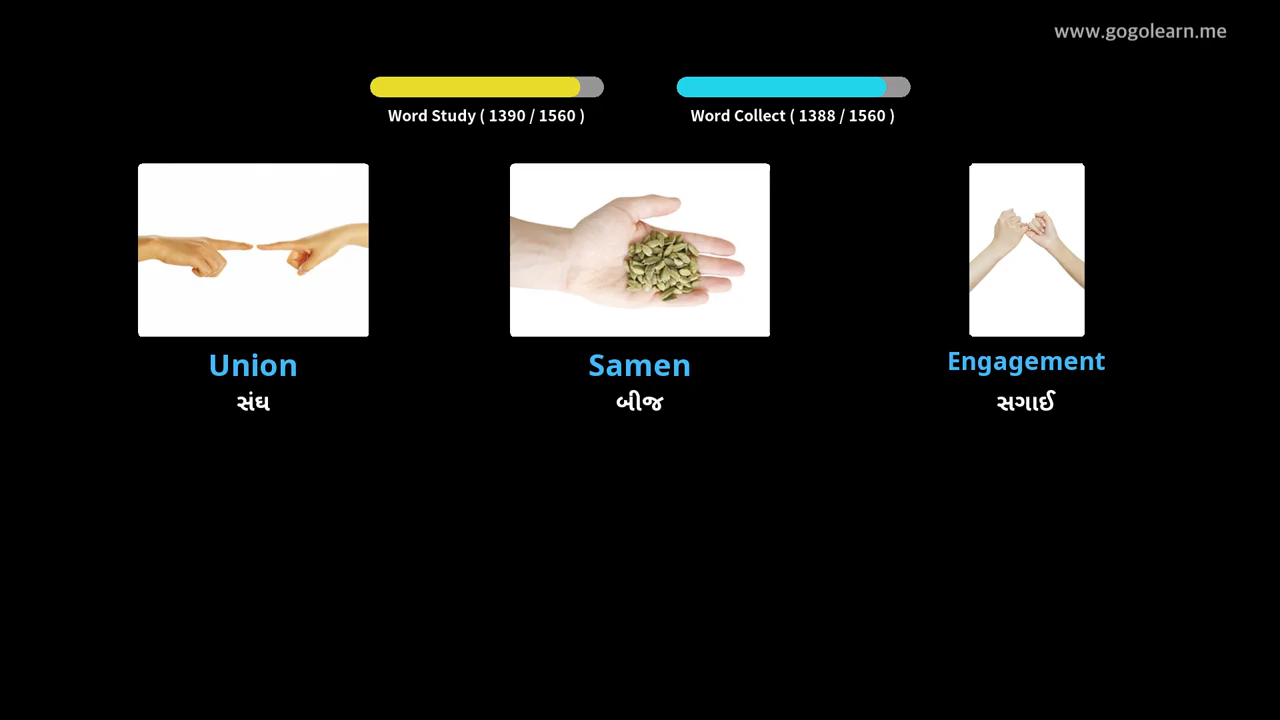 www.gogolearn.me
Word Study ( 1390 / 1560 )
Word Collect ( 1388 / 1560 )
Union
Samen
Engagement
સંઘ
બીજ
સગાઈ